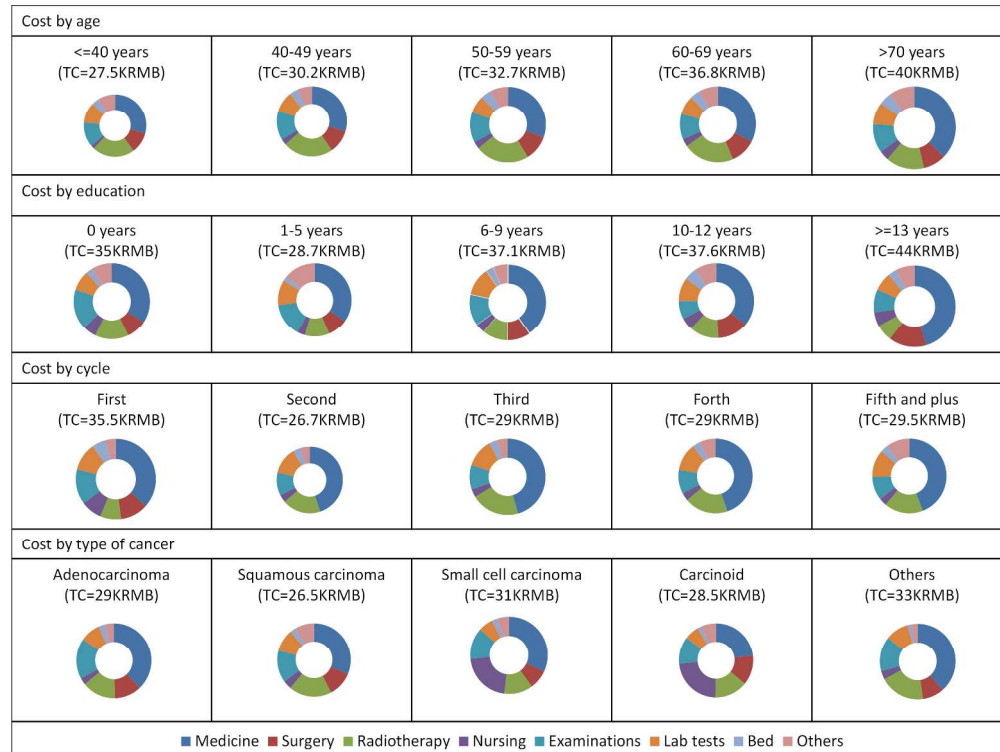 Cost by age
<=40 years
(TC=27.5KRMB)
40-49 years
(TC=30.2KRMB)
50-59 years
(TC=32.7KRMB)
60-69 years
(TC=36.8KRMB)
>70 years
(TC=40KRMB)
Cost by education
0 years
(TC=35KRMB)
1-5 years
(TC=28.7KRMB)
6-9 years
(TC=37.1KRMB)
10-12 years
(TC=37.6KRMB)
>=13 years
(TC=44KRMB)
Cost by cycle
First
(TC=35.5KRMB)
Second
(TC=26.7KRMB)
Third
(TC=29KRMB)
Forth
(TC=29KRMB)
Fifth and plus
(TC=29.5KRMB)
Cost by type of cancer
Adenocarcinoma
(TC=29KRMB)
Squamous carcinoma
(TC=26.5KRMB)
Small cell carcinoma
(TC=31KRMB)
Carcinoid
(TC=28.5KRMB)
Others
(TC=33KRMB)
Medicine Surgery Radiotherapy Nursing Examinations Lab tests Bed Others